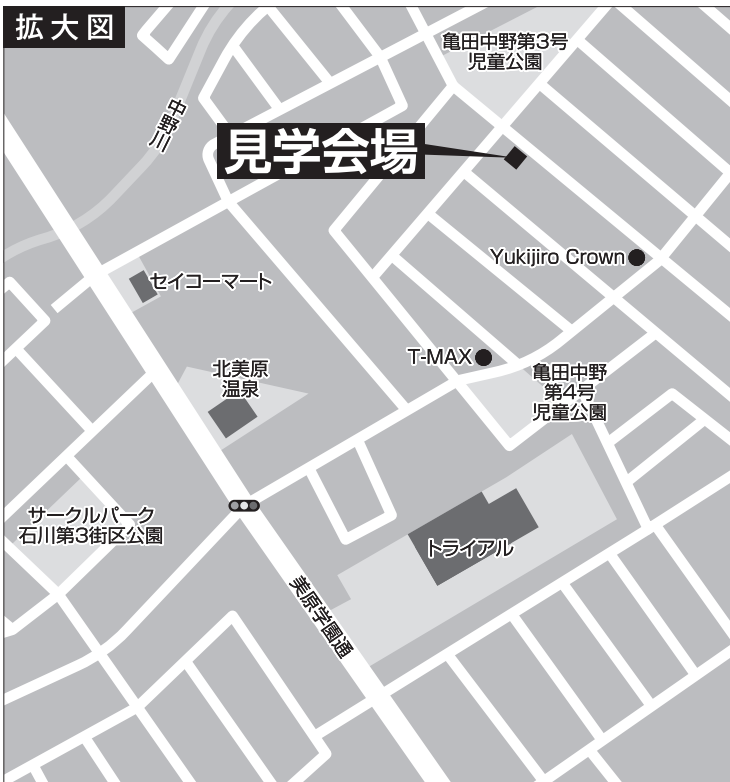 拡大図
亀田中野第3号
児童公園
中野川
見学会場
Yukijiro Crown
セイコーマート
T-MAX
北美原
温泉
亀田中野
第4号
児童公園
サークルパーク
石川第3街区公園
トライアル
美原学園通